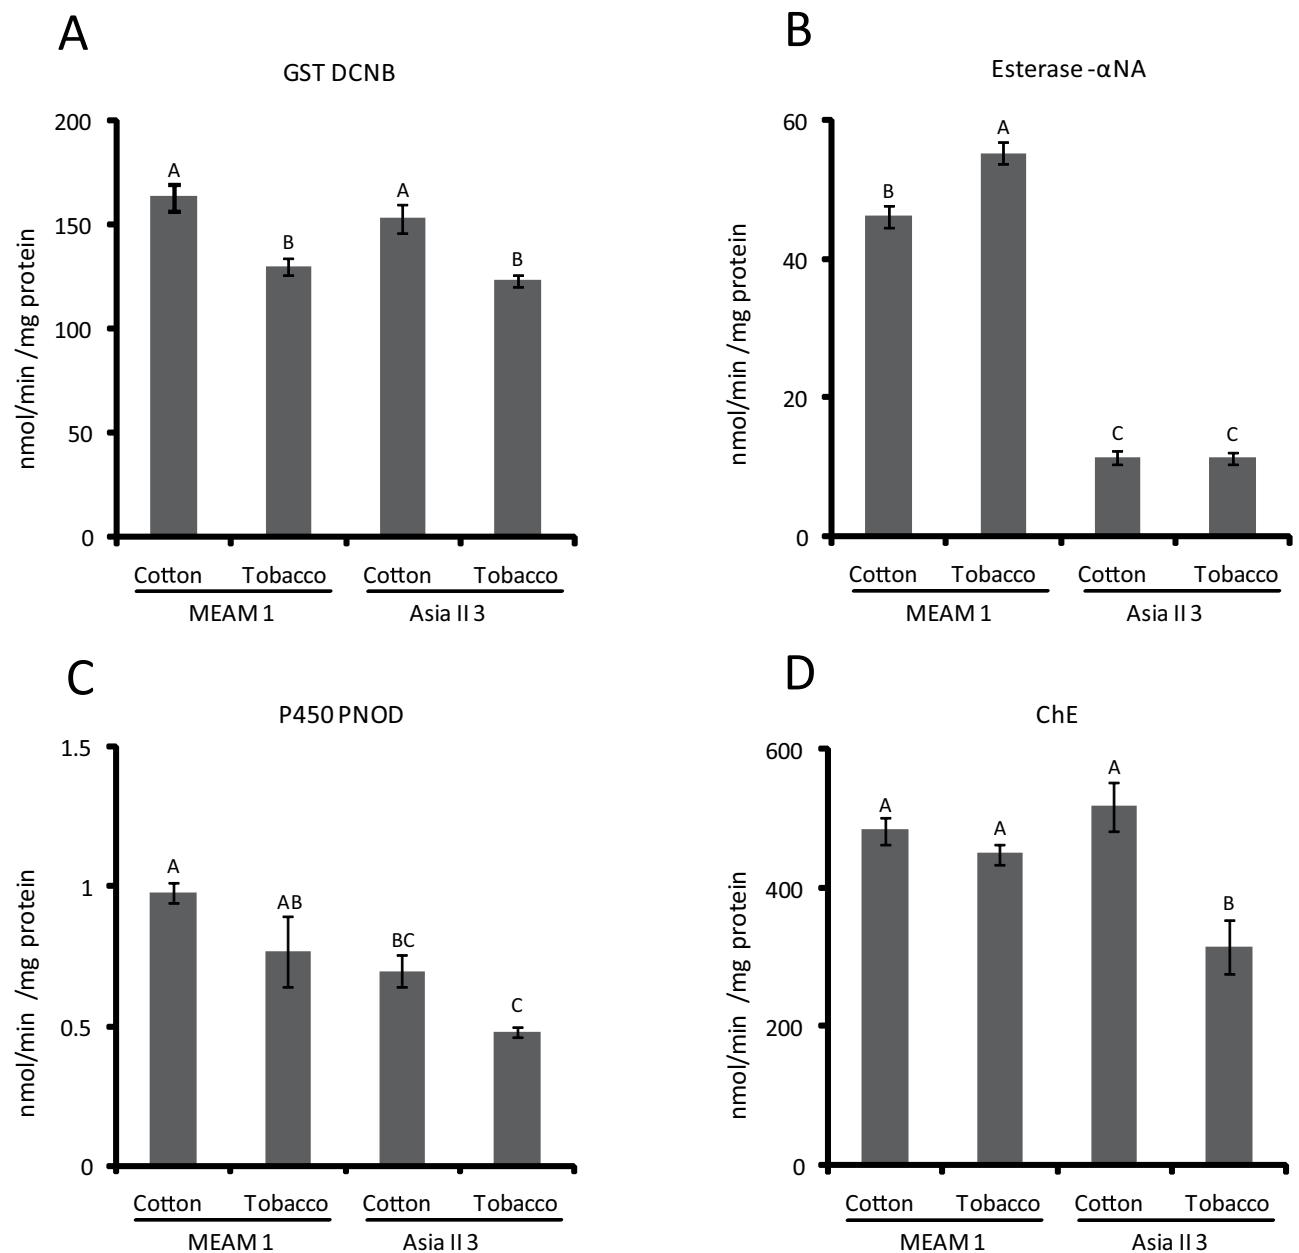 A
GST DCNB
nmol/min /mg protein
200
150
100
50
0
A
B
A
B
Cotton Tobacco Cotton Tobacco
MEAM 1 Asia II 3
B
Esterase -αNA
nmol/min /mg protein
60
40
20
0
B
A
C
C
Cotton Tobacco Cotton Tobacco
MEAM 1 Asia II 3
C
P450 PNOD
nmol/min /mg protein
1.5
1
0.5
0
A
AB
BC
C
Cotton Tobacco Cotton Tobacco
MEAM 1 Asia II 3
D
ChE
nmol/min /mg protein
600
400
200
0
A
A
A
B
Cotton Tobacco Cotton Tobacco
MEAM 1 Asia II 3